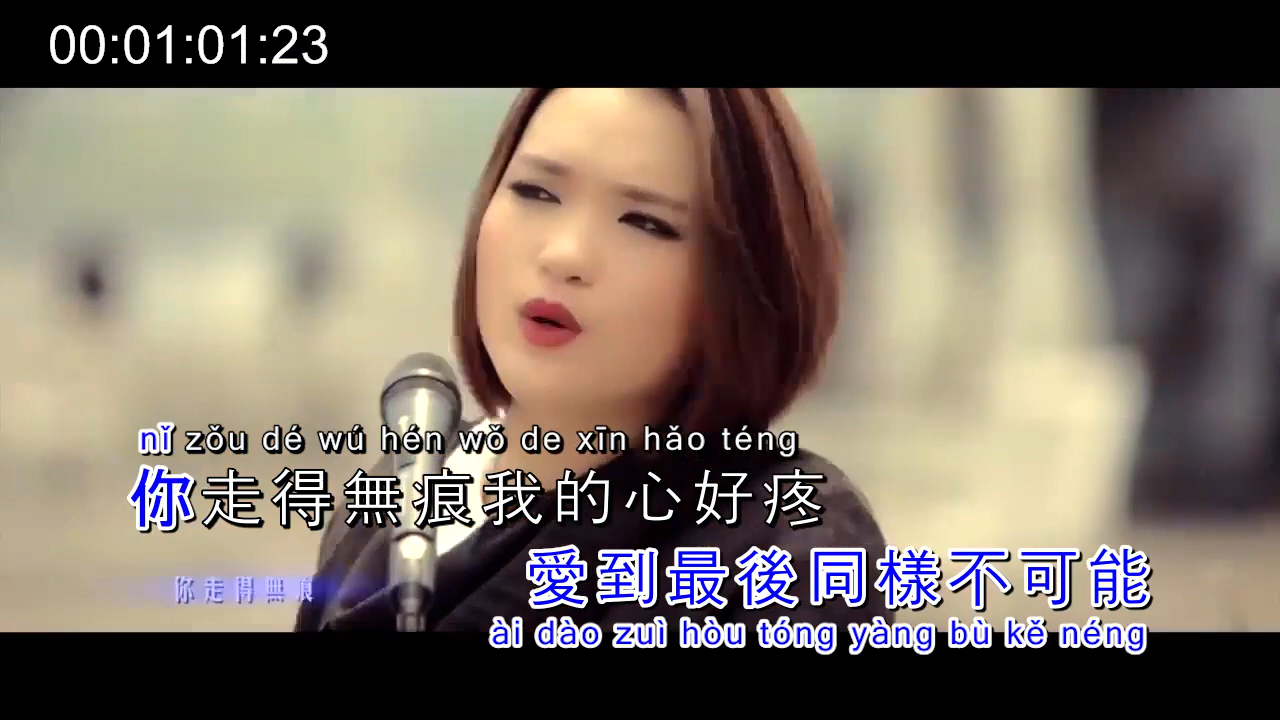 00:01:01:23
nǐ zǒu dé wú hén wǒ de xīn hǎo téng
你走得無痕我的心好疼
愛到最後同樣不可能
ài dào zuì hòu tóng yàng bù kě néng
你走得無痕